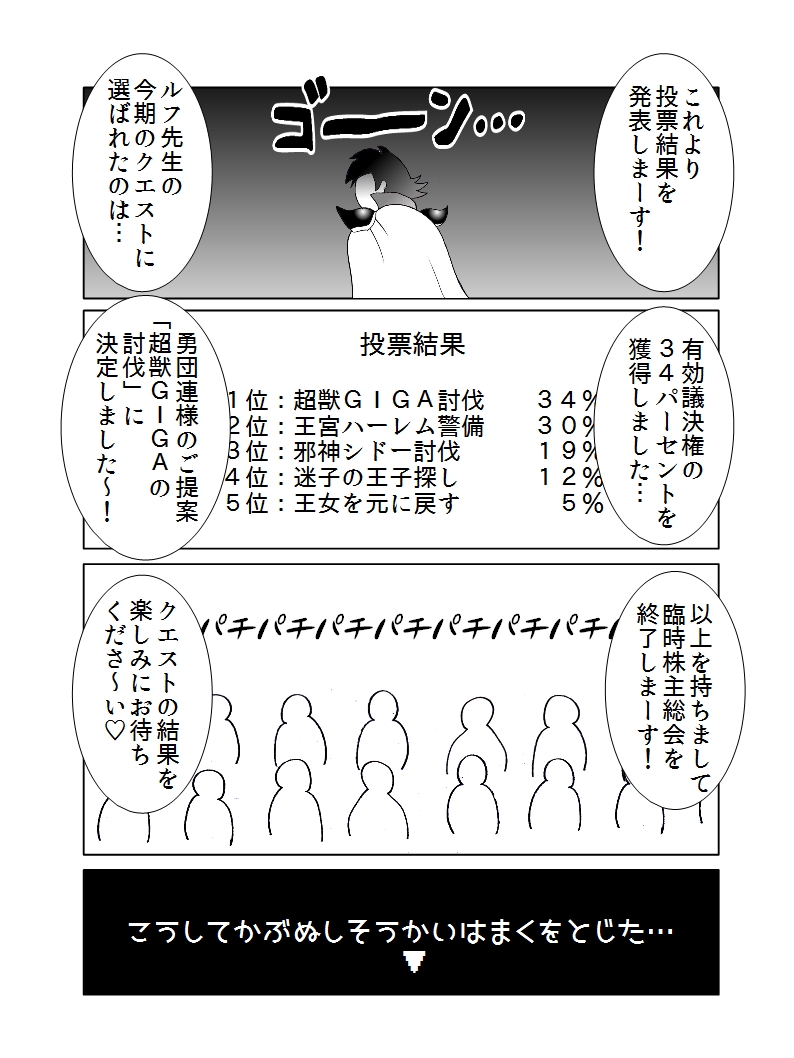 これより
投票結果を
発表しまーす！
ゴーーン…
ルフ先生の
今期のクエストに
選ばれたのは…
有効議決権の
３４パーセントを
獲得しました…
投票結果
１位：超獣ＧＩＧＡ討伐　３４％
２位：王宮ハーレム警備　３０％
３位：邪神シドー討伐　１９％
４位：迷子の王子探し　１２％
５位：王女を元に戻す　５％
勇団連様のご提案
「超獣ＧＩＧＡの
討伐」に
決定しました～！
以上を持ちまして
臨時株主総会を
終了しまーす！
パチパチパチパチパチパチパチ
クエストの結果を
楽しみにお待ち
くださ～い♡
こうしてかぶぬしそうかいはまくをとじた…
▼